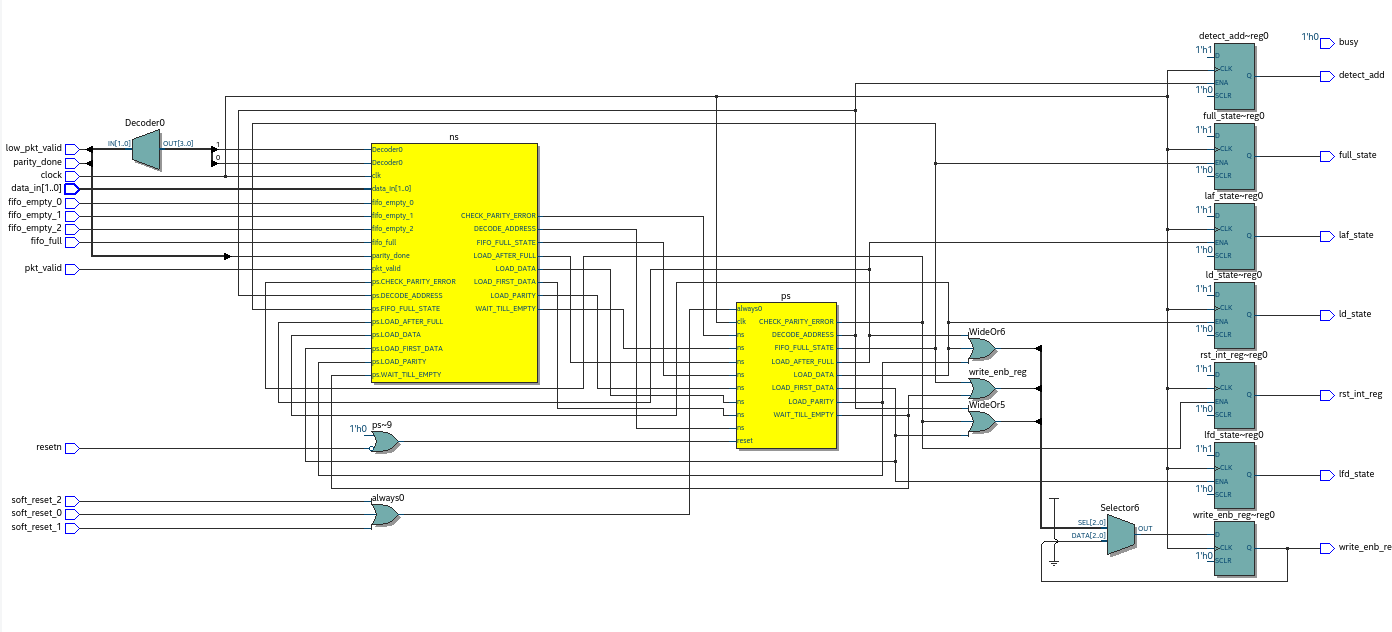 Decoder0
IN[1..0]
OUT[3..0]
1
0
low_pkt_valid
parity_done
clock
data_in[1..0]
fifo_empty_0
fifo_empty_1
fifo_empty_2
fifo_full
pkt_valid
resetn
soft_reset_2
soft_reset_0
soft_reset_1
ns
Decoder0
Decoder0
clk
data_in[1..0]
fifo_empty_0
fifo_empty_1
fifo_empty_2
fifo_full
parity_done
pkt_valid
ps.CHECK_PARITY_ERROR
ps.DECODE_ADDRESS
ps.FIFO_FULL_STATE
ps.LOAD_AFTER_FULL
ps.LOAD_DATA
ps.LOAD_FIRST_DATA
ps.LOAD_PARITY
ps.WAIT_TILL_EMPTY
CHECK_PARITY_ERROR
DECODE_ADDRESS
FIFO_FULL_STATE
LOAD_AFTER_FULL
LOAD_DATA
LOAD_FIRST_DATA
LOAD_PARITY
WAIT_TILL_EMPTY
1'h0
ps~9
always0
ps
always0
clk
ns
ns
ns
ns
ns
ns
ns
ns
reset
CHECK_PARITY_ERROR
DECODE_ADDRESS
FIFO_FULL_STATE
LOAD_AFTER_FULL
LOAD_DATA
LOAD_FIRST_DATA
LOAD_PARITY
WAIT_TILL_EMPTY
WideOr6
write_enb_reg
WideOr5
Selector6
SEL[2..0]
DATA[2..0]
OUT
detect_add~reg0
1'h1
D
CLK
ENA
1'h0
SCLR
Q
full_state~reg0
1'h1
D
CLK
ENA
1'h0
SCLR
Q
laf_state~reg0
1'h1
D
CLK
ENA
1'h0
SCLR
Q
ld_state~reg0
1'h1
D
CLK
ENA
1'h0
SCLR
Q
rst_int_reg~reg0
1'h1
D
CLK
ENA
1'h0
SCLR
Q
lfd_state~reg0
1'h1
D
CLK
ENA
1'h0
SCLR
Q
write_enb_reg~reg0
D
CLK
1'h0
SCLR
Q
1'h0
busy
detect_add
full_state
laf_state
ld_state
rst_int_reg
lfd_state
write_enb_re